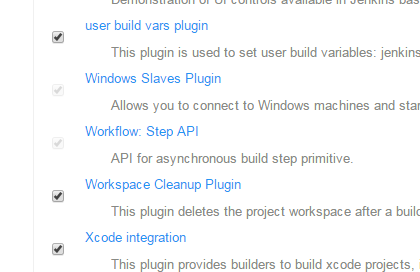 Demonstration of UI controls available in Jenkins bas
user build vars plugin
This plugin is used to set user build variables: jenkins
Windows Slaves Plugin
Allows you to connect to Windows machines and star
Workflow: Step API
API for asynchronous build step primitive.
Workspace Cleanup Plugin
This plugin deletes the project workspace after a build
Xcode integration
This plugin provides builders to build xcode projects,